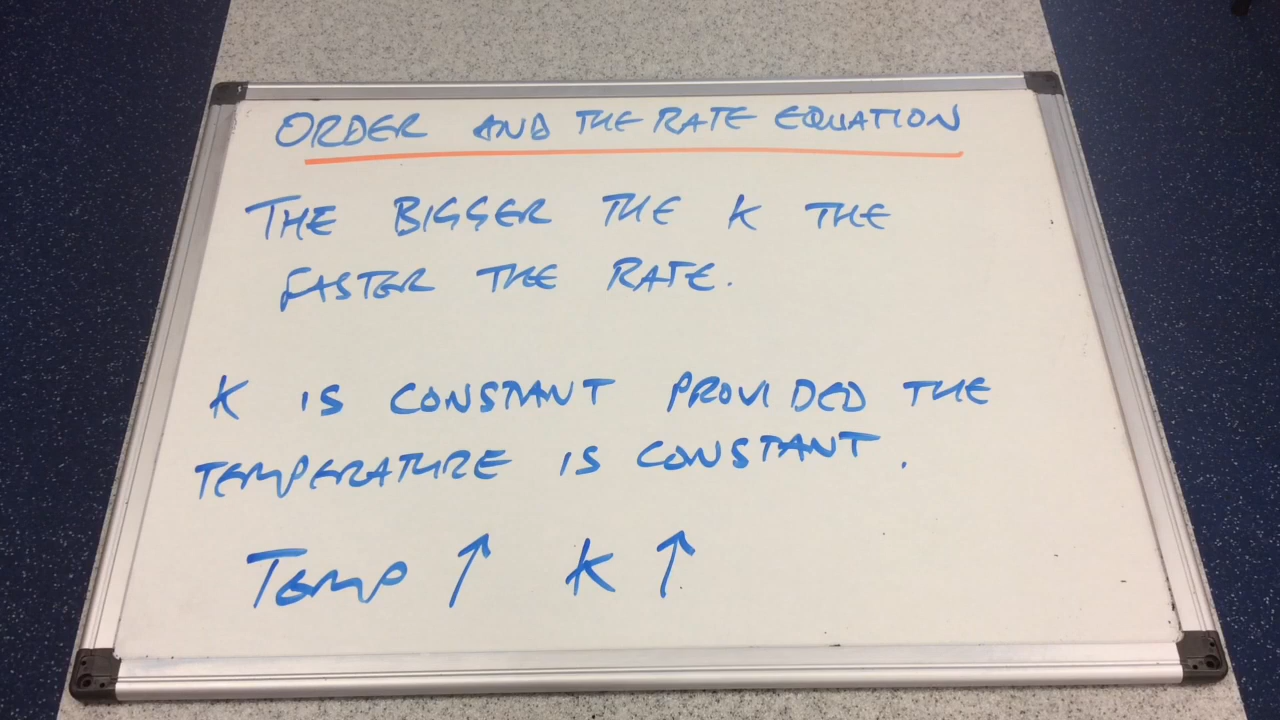 ORDER AND THE RATE EQUATION
THE BIGGER THE K THE
FASTER THE RATE.
K IS CONSTANT PROVIDED THE
TEMPERATURE IS CONSTANT.
TEMP ↑ K ↑